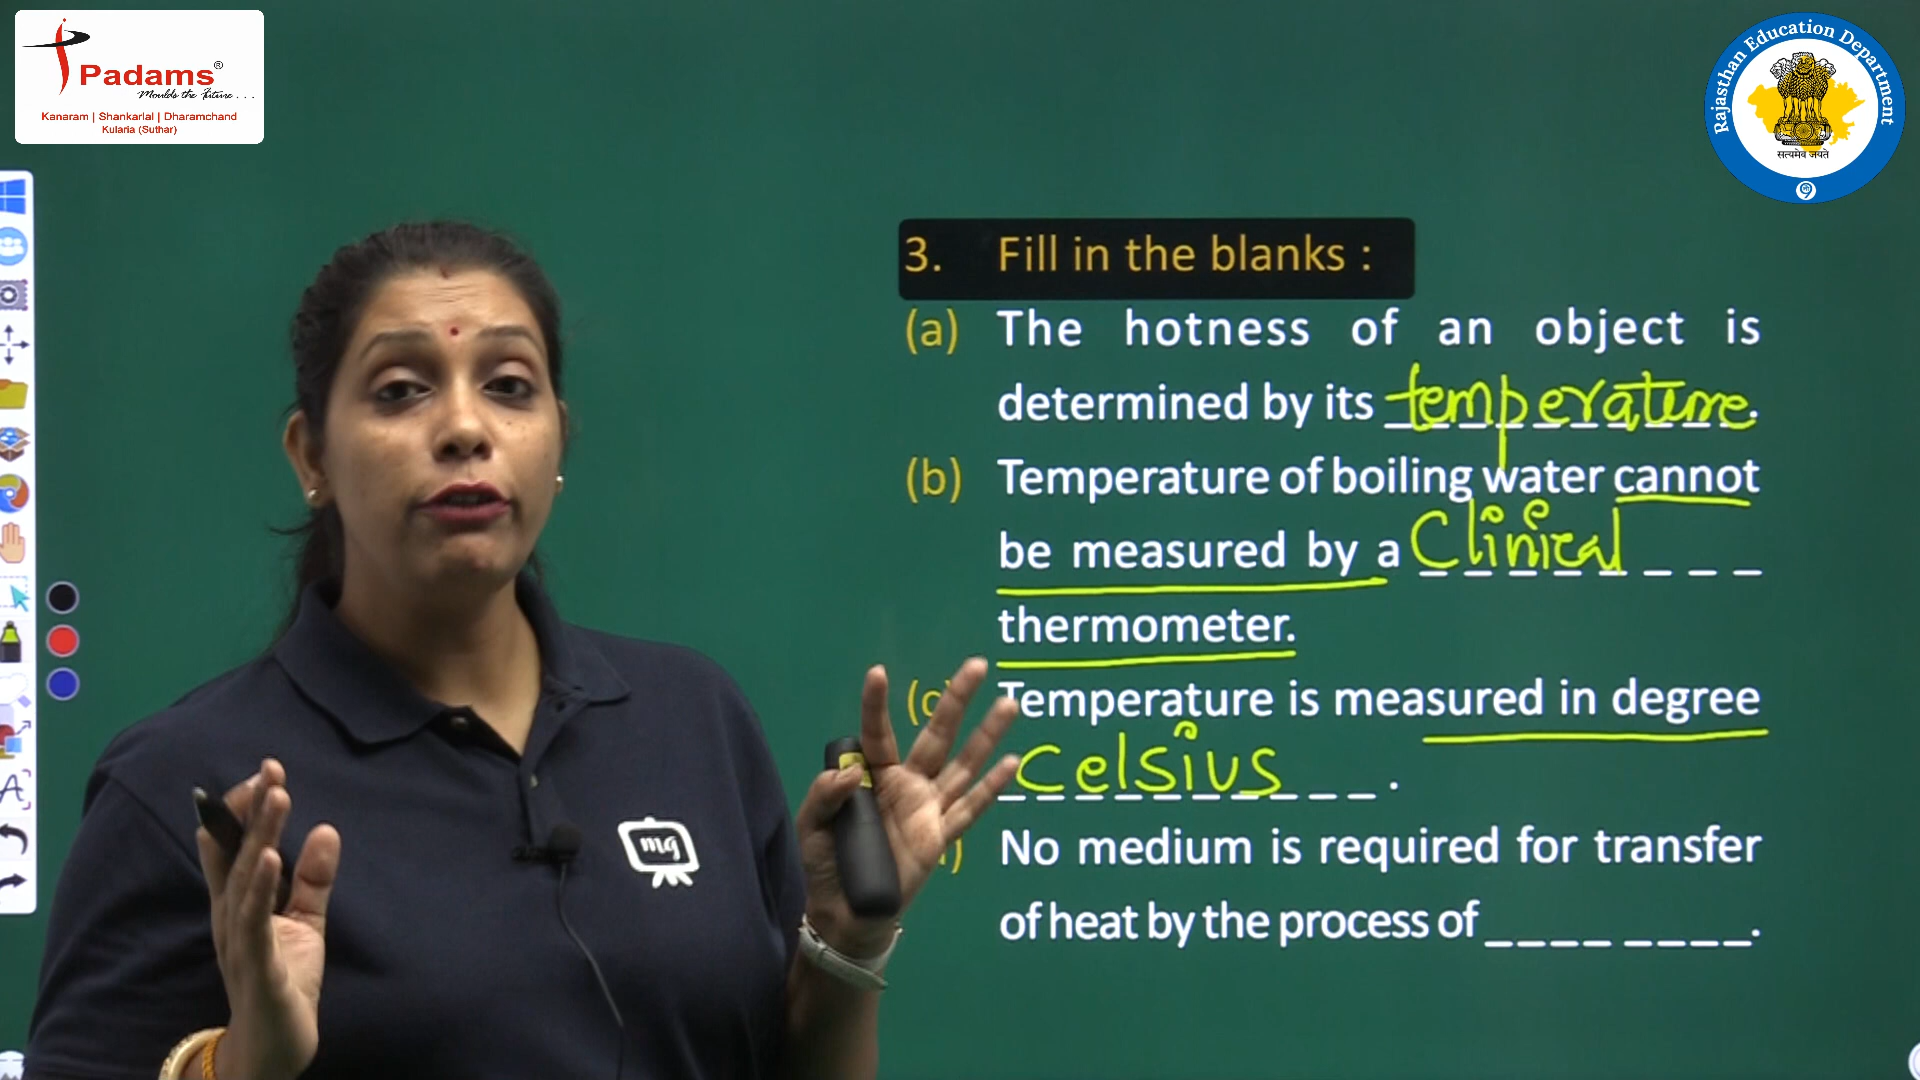 Padams®
Moulds the Future . . .
Kanaram | Shankarlal | Dharamchand
Kularia (Suthar)
Rajasthan Education Department
सत्यमेव जयते
3. Fill in the blanks :
(a) The hotness of an object is
determined by its temperature.
(b) Temperature of boiling water cannot
be measured by a Clinical _ _ _
thermometer.
(c) Temperature is measured in degree
Celsius _ _ _ .
No medium is required for transfer
of heat by the process of _ _ _ _ _ _ _ _.
mg
A